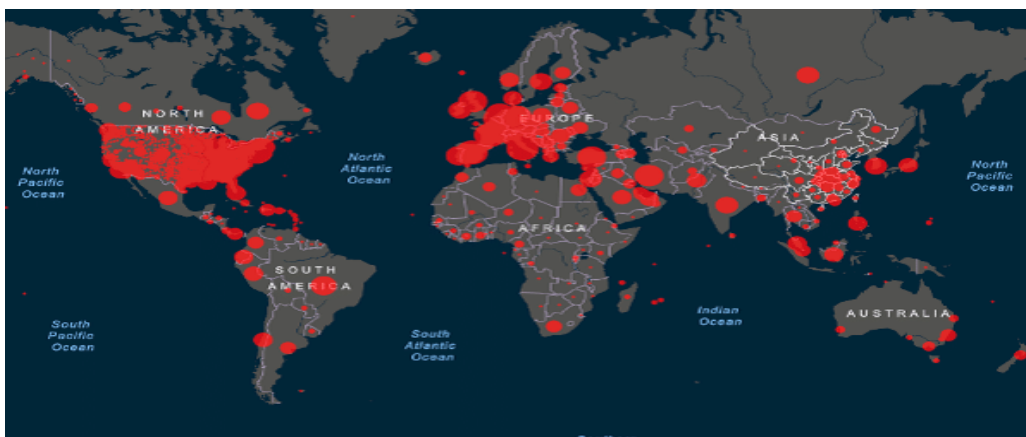 NORTH
AMERICA
EUROPE
ASIA
North
Pacific
Ocean
North
Atlantic
Ocean
North
Pacific
Ocean
AFRICA
SOUTH
AMERICA
Indian
Ocean
AUSTRALIA
South
Pacific
Ocean
South
Atlantic
Ocean